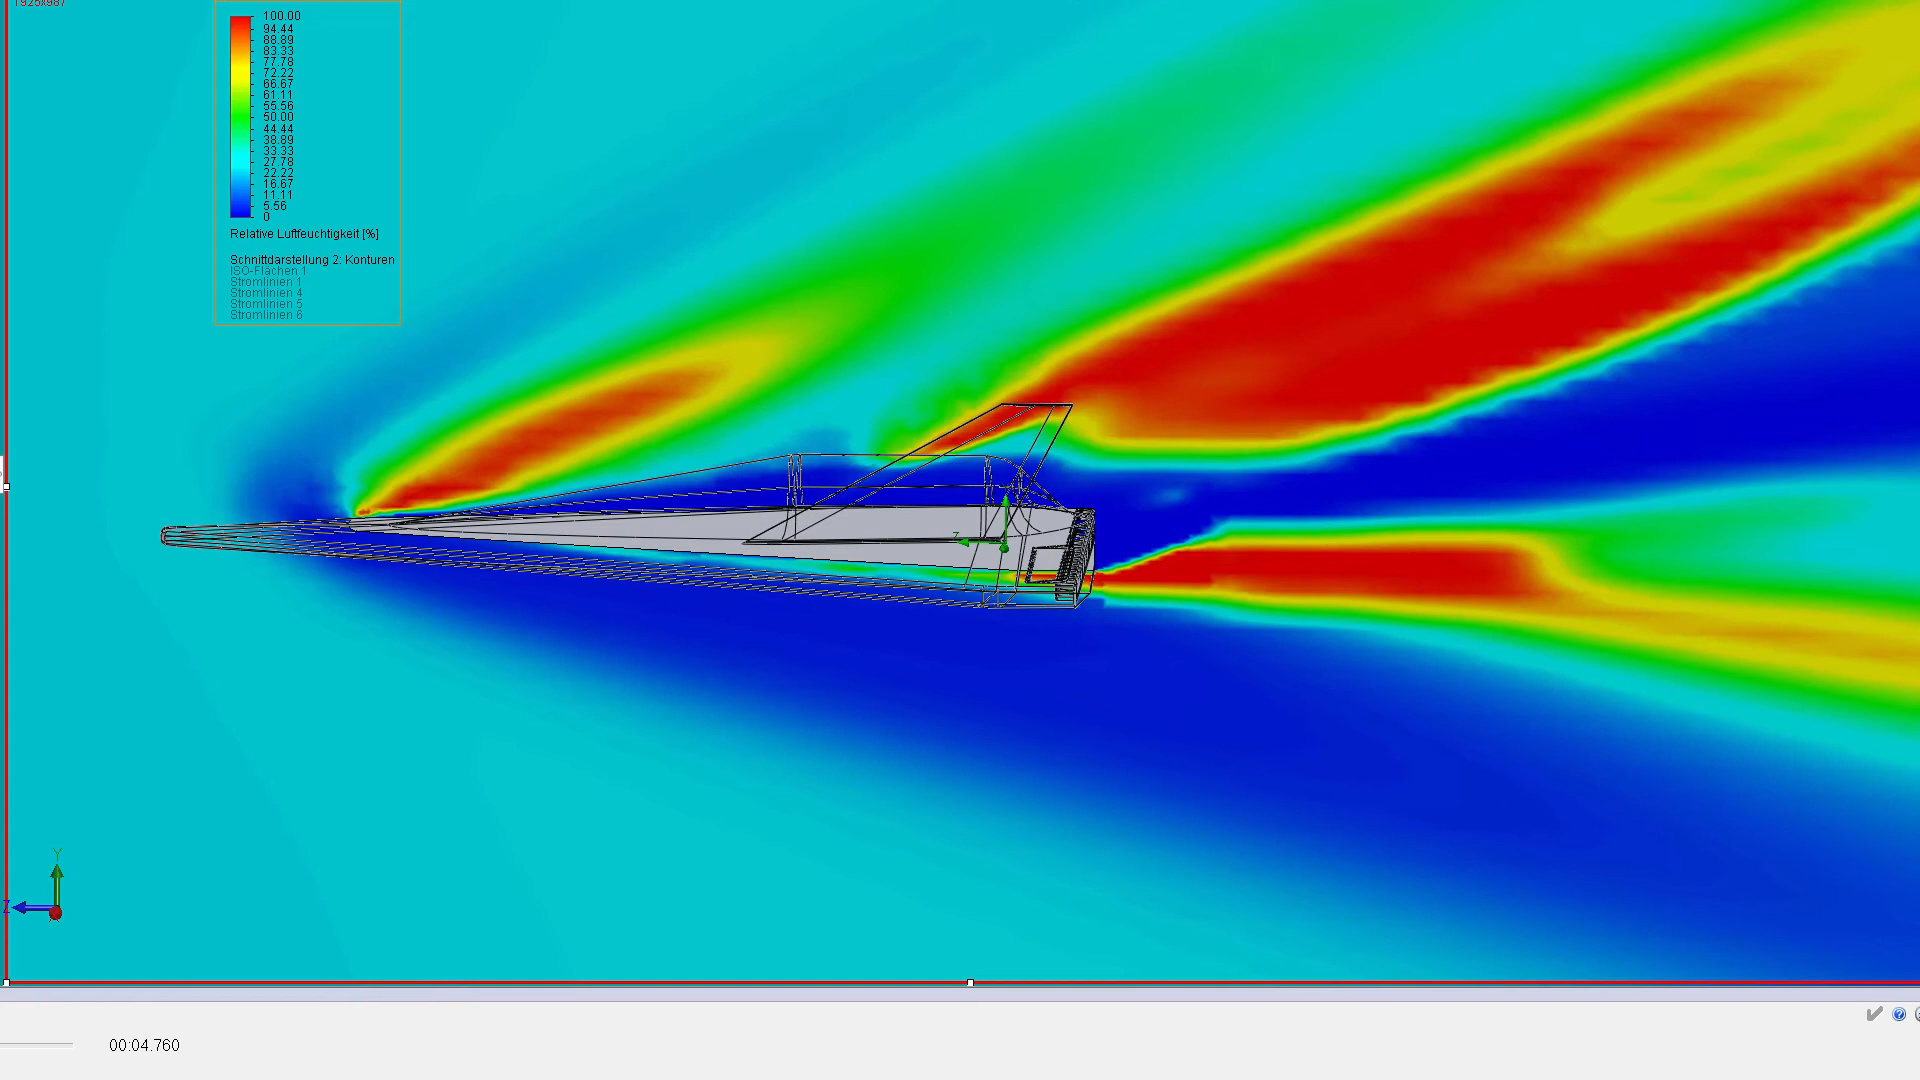 1925x987
100.00
94.44
88.89
83.33
77.78
72.22
66.67
61.11
55.56
50.00
44.44
38.89
33.33
27.78
22.22
16.67
11.11
5.56
0
Relative Luftfeuchtigkeit [%]
Schnittdarstellung 2: Konturen
ISO-Flächen 1
Stromlinien 1
Stromlinien 4
Stromlinien 5
Stromlinien 6
Z
Y
Z
X
00:04.760